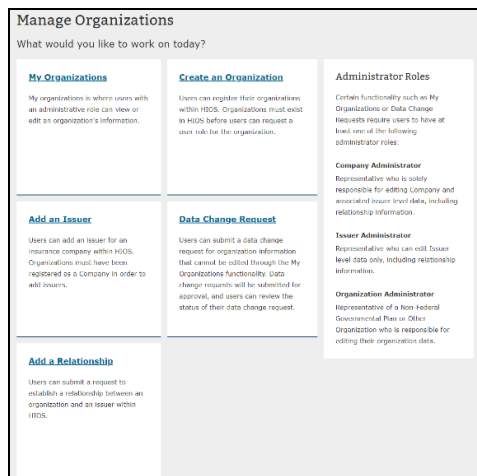 Manage Organizations
What would you like to work on today?
My Organizations
My organizations is where users with
an administrative role can view or
edit an organization's information.
Create an Organization
Users can register their organizations
within HIOS. Organizations must exist
in HIOS before users can request a
user role for the organization.
Add an Issuer
Users can add an issuer for an
insurance company within HIOS.
Organizations must have been
registered as a Company in order to
add issuers.
Data Change Request
Users can submit a data change
request for organization information
that cannot be edited through the My
Organizations functionality. Data
change requests will be submitted for
approval, and users can review the
status of their data change request.
Add a Relationship
Users can submit a request to
establish a relationship between an
organization and an issuer within
HIOS.
Administrator Roles
Certain functionality such as My
Organizations or Data Change
Requests require users to have at
least one of the following
administrator roles:
Company Administrator
Representative who is solely
responsible for editing Company and
associated issuer level data, including
relationship information.
Issuer Administrator
Representative who can edit Issuer
level data only, including relationship
information.
Organization Administrator
Representative of a Non-Federal
Governmental Plan or Other
Organization who is responsible for
editing their organization data.